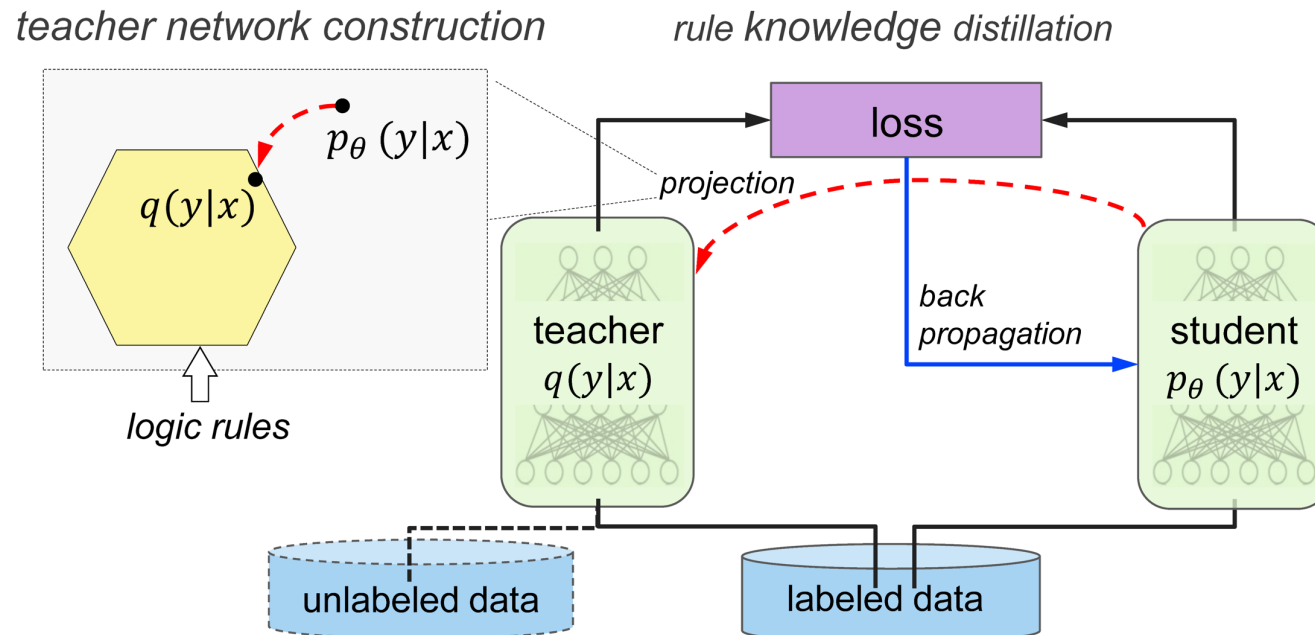 teacher network construction
rule knowledge distillation
p_θ (y|x)
q(y|x)
logic rules
loss
projection
back
propagation
teacher
q(y|x)
student
p_θ (y|x)
unlabeled data
labeled data